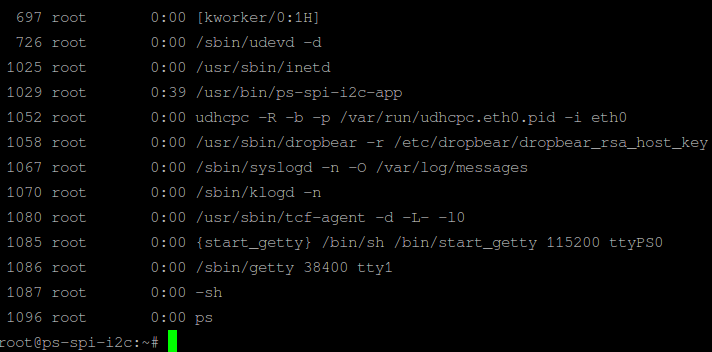 697 root 0:00 [kworker/0:1H]
726 root 0:00 /sbin/udevd -d
1025 root 0:00 /usr/sbin/inetd
1029 root 0:39 /usr/bin/ps-spi-i2c-app
1052 root 0:00 udhcpc -R -b -p /var/run/udhcpc.eth0.pid -i eth0
1058 root 0:00 /usr/sbin/dropbear -r /etc/dropbear/dropbear_rsa_host_key
1067 root 0:00 /sbin/syslogd -n -O /var/log/messages
1070 root 0:00 /sbin/klogd -n
1080 root 0:00 /usr/sbin/tcf-agent -d -L- -l0
1085 root 0:00 {start_getty} /bin/sh /bin/start_getty 115200 ttyPS0
1086 root 0:00 /sbin/getty 38400 tty1
1087 root 0:00 -sh
1096 root 0:00 ps
root@ps-spi-i2c:~#